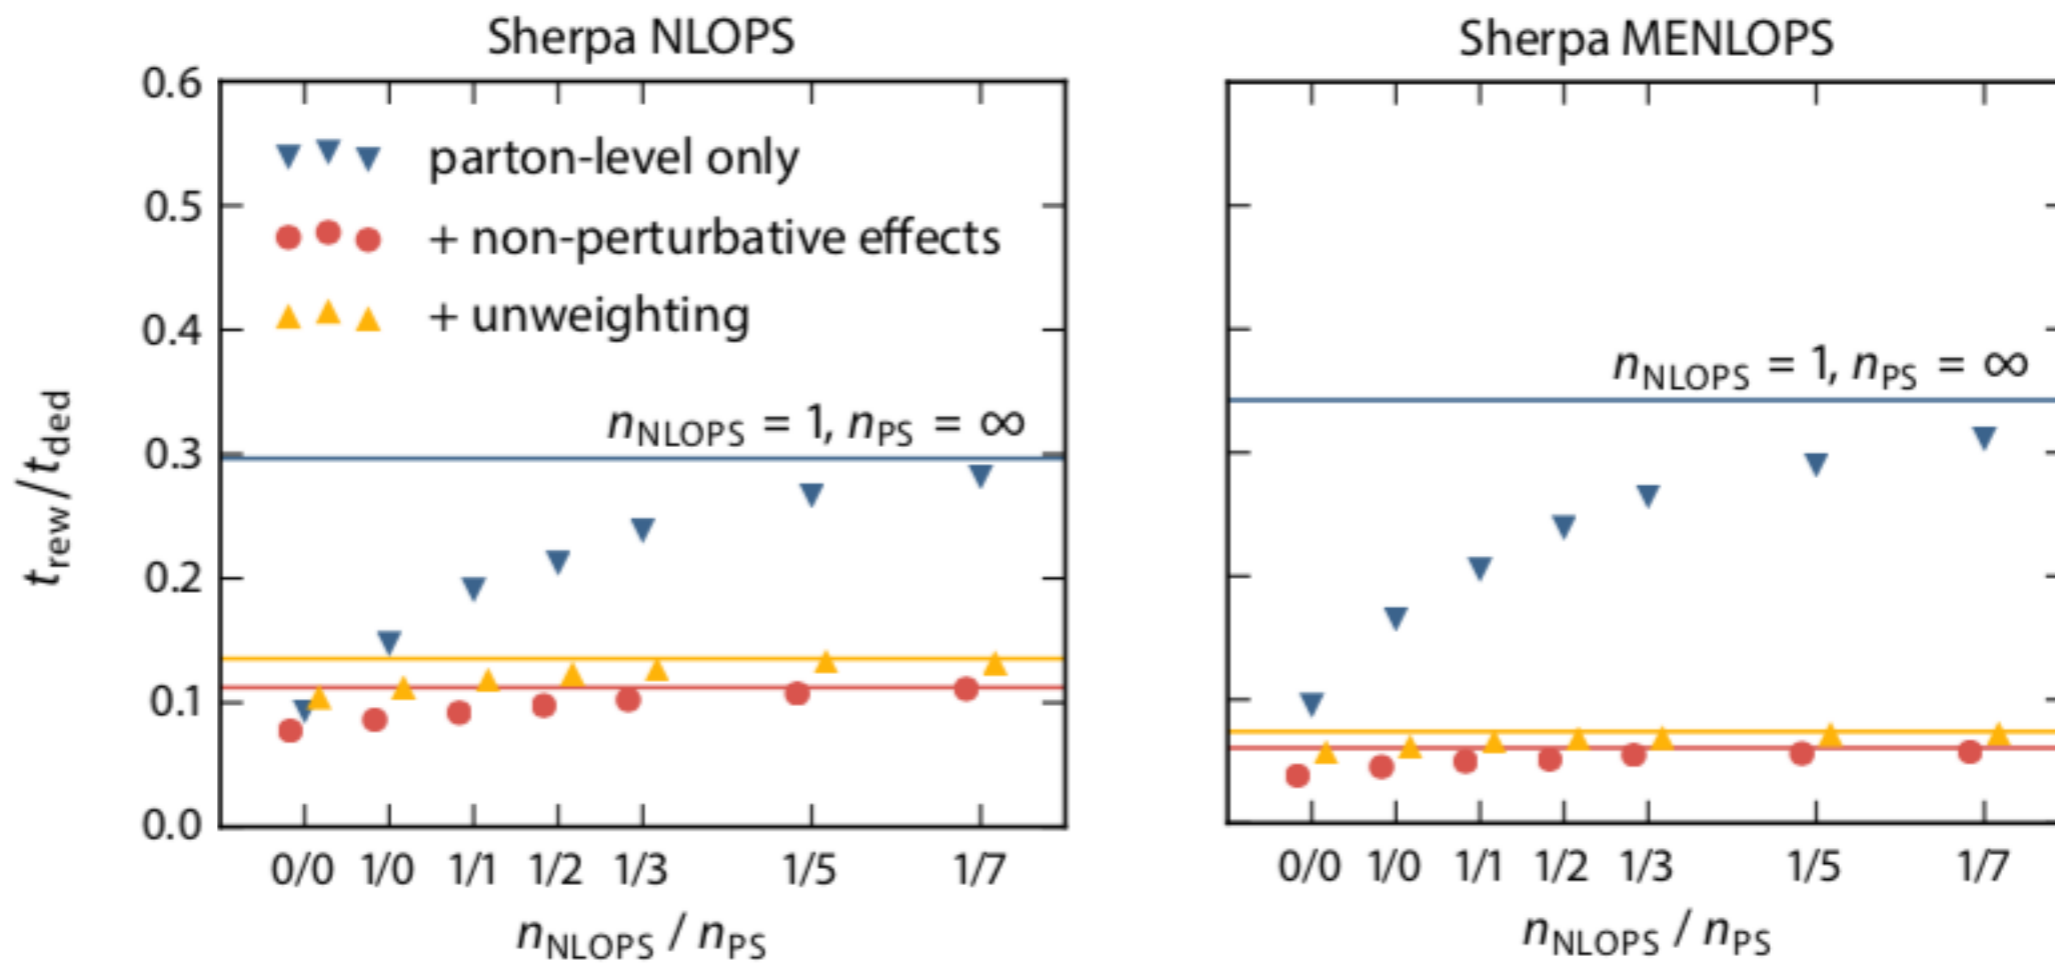 Sherpa NLOPS
0.6
0.5
0.4
0.3
0.2
0.1
0.0
t_rew/t_ded
parton-level only
+ non-perturbative effects
+ unweighting
n_NLOPS = 1, n_PS = ∞
0/0 1/0 1/1 1/2 1/3 1/5 1/7
n_NLOPS / n_PS
Sherpa MENLOPS
n_NLOPS = 1, n_PS = ∞
0/0 1/0 1/1 1/2 1/3 1/5 1/7
n_NLOPS / n_PS